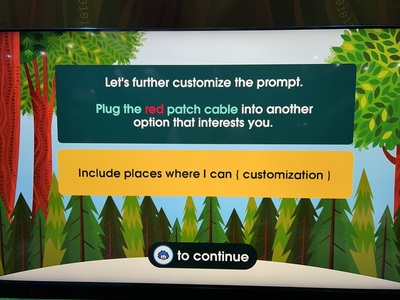 Let's further customize the prompt.
Plug the red patch cable into another
option that interests you.
Include places where I can { customization }
to continue